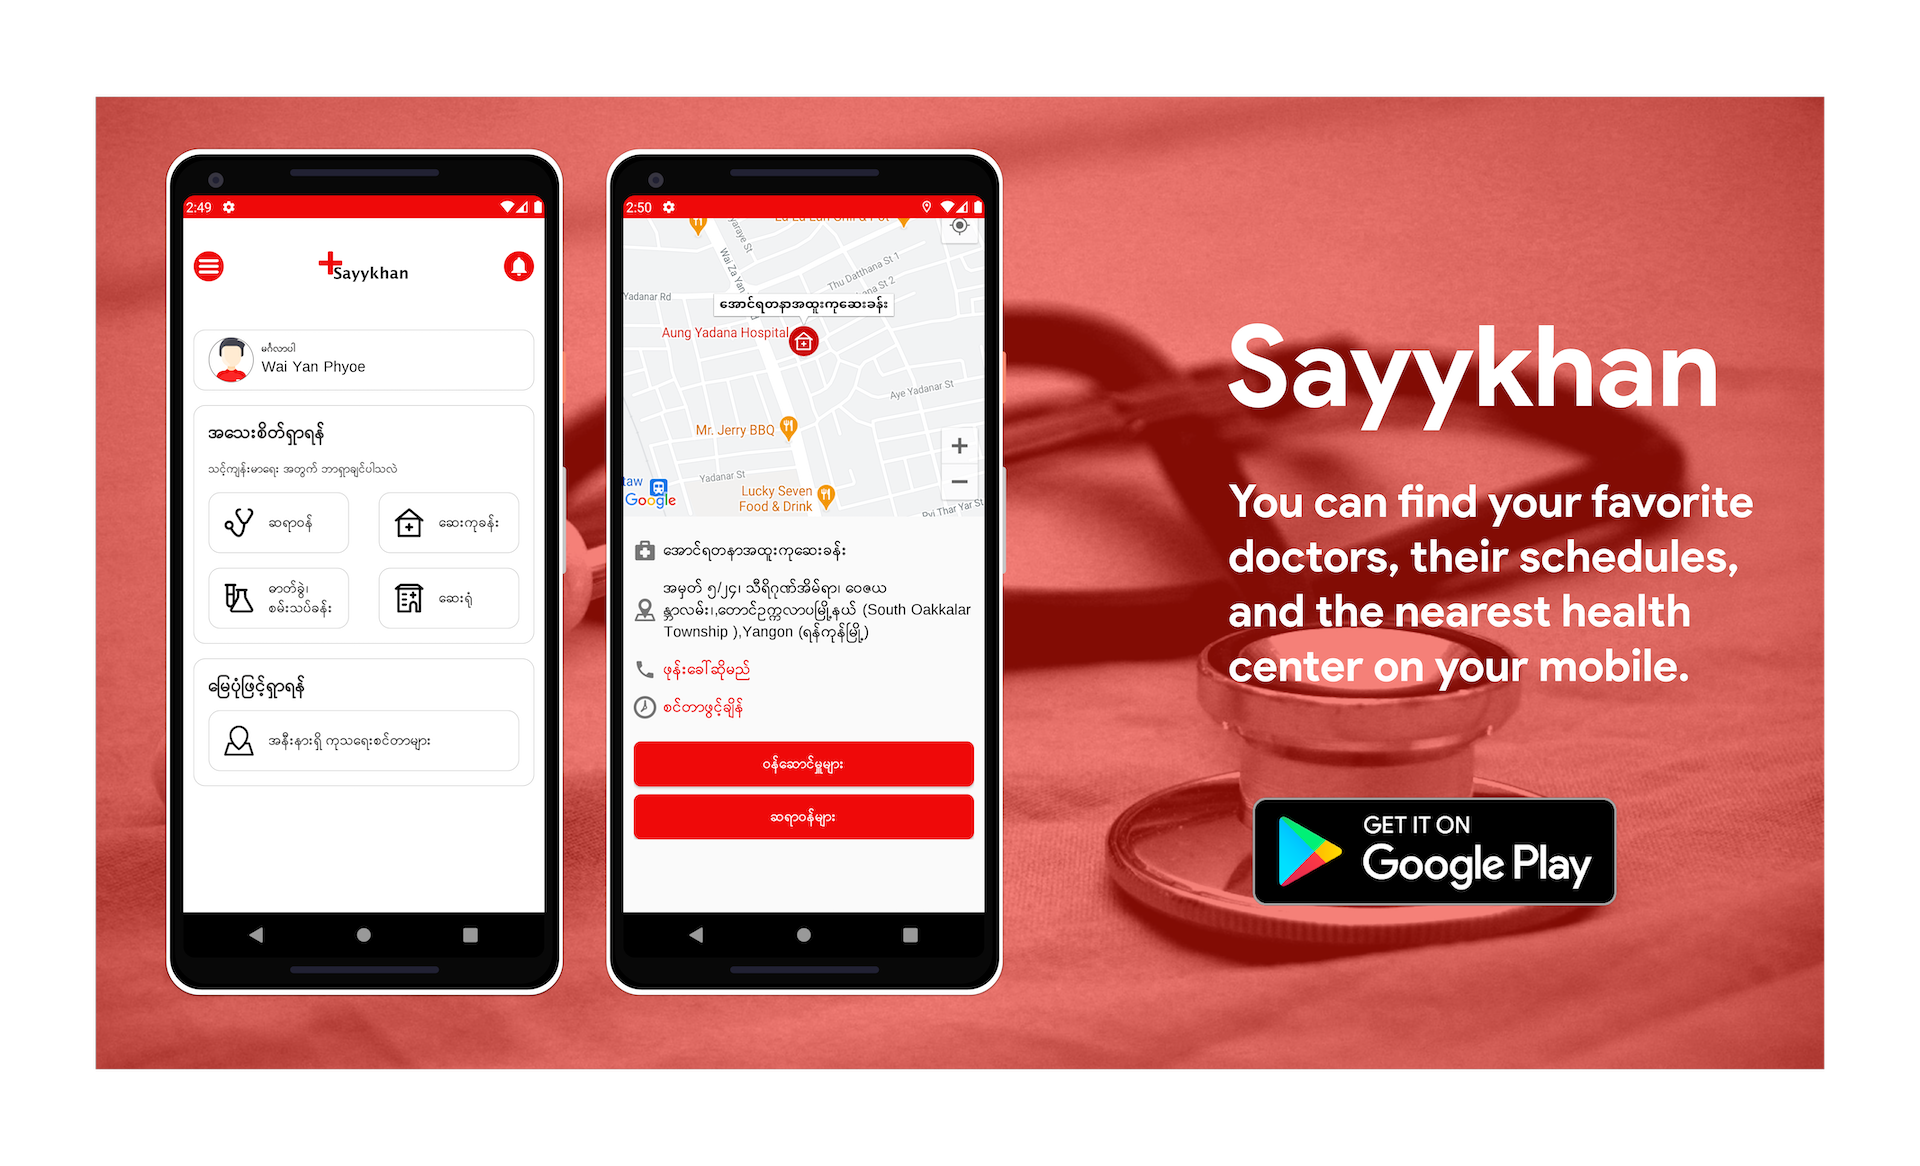 2:49
Sayykhan
မင်္ဂလာပါ
Wai Yan Phyoe
အသေးစိတ်ရှာရန်
သင့်ကျန်းမာရေး အတွက် ဘာရှာချင်ပါသလဲ
ဆရာဝန်
ဆေးကုခန်း
ဓာတ်ခွဲ၊
စမ်းသပ်ခန်း
ဆေးရုံ
မြေပုံဖြင့်ရှာရန်
အနီးနားရှိ ကုသရေးစင်တာများ
2:50
yaraye St
Wai Za Yan
Thu Datthana St 1
na St 2
Yadanar Rd
အောင်ရတနာအထူးကုဆေးခန်း
Aung Yadana Hospital
Aye Yadanar St
Mr. Jerry BBQ
Yadanar St
taw
Google
Lucky Seven
Food & Drink
Pyi Thar Yar St
အောင်ရတနာအထူးကုဆေးခန်း
အမှတ် ၅/၂၄၊ သီရိဂုဏ်အိမ်ရာ၊ ဝေဇယ
န္တာလမ်း၊,တောင်ဥက္ကလာပမြို့နယ် (South Oakkalar
Township ),Yangon (ရန်ကုန်မြို့)
ဖုန်းခေါ်ဆိုမည်
စင်တာဖွင့်ချိန်
ဝန်ဆောင်မှုများ
ဆရာဝန်များ
Sayykhan
You can find your favorite
doctors, their schedules,
and the nearest health
center on your mobile.
GET IT ON
Google Play